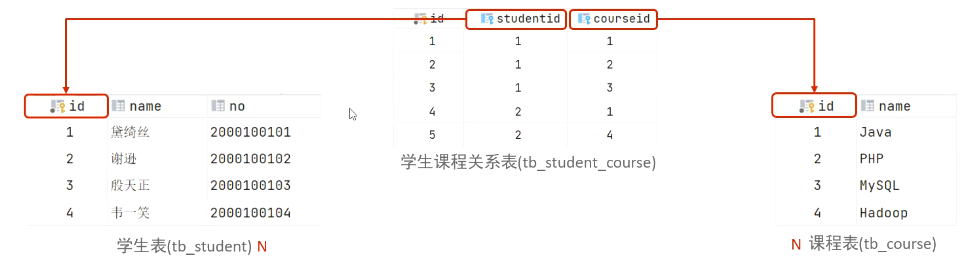 id studentid courseid
1 1 1
2 1 2
3 1 3
4 2 1
5 2 4
学生课程关系表(tb_student_course)
id name no
1 黛绮丝 2000100101
2 谢逊 2000100102
3 殷天正 2000100103
4 韦一笑 2000100104
学生表(tb_student) N
id name
1 Java
2 PHP
3 MySQL
4 Hadoop
N 课程表(tb_course)